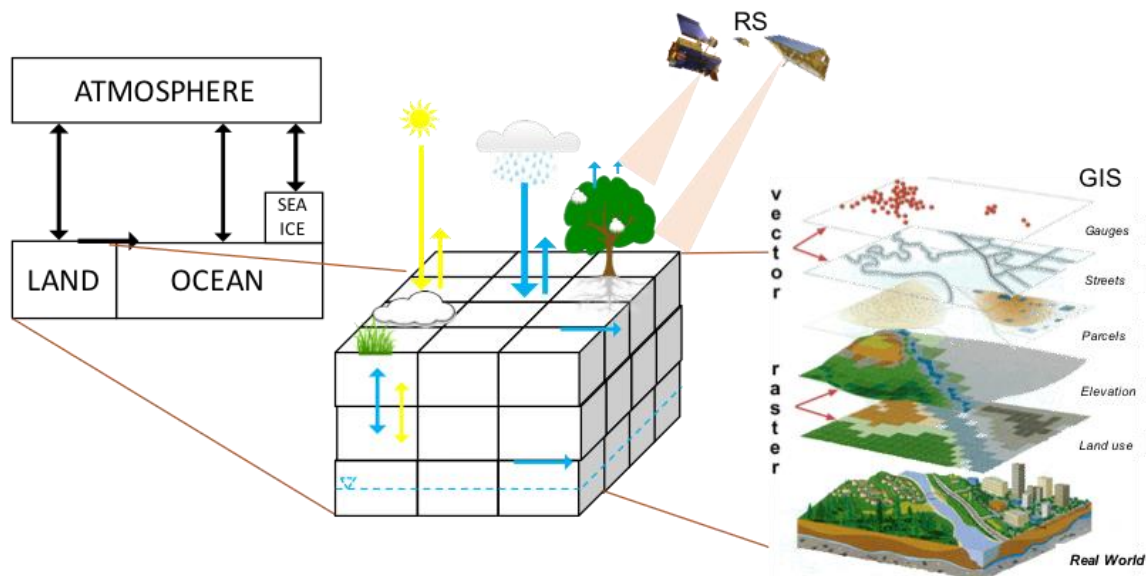 ATMOSPHERE
SEA
ICE
LAND
OCEAN
RS
GIS
vector
Gauges
Streets
Parcels
raster
Elevation
Land use
Real World